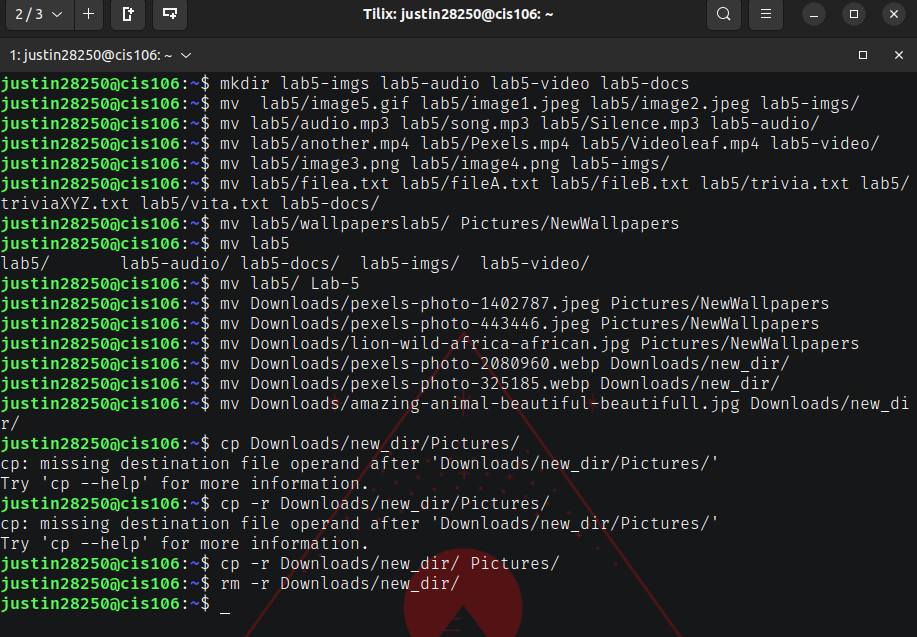 2 / 3
Tilix: justin28250@cis106: ~
1: justin28250@cis106: ~
justin28250@cis106:~$ mkdir lab5-imgs lab5-audio lab5-video lab5-docs
justin28250@cis106:~$ mv  lab5/image5.gif lab5/image1.jpeg lab5/image2.jpeg lab5-imgs/
justin28250@cis106:~$ mv lab5/audio.mp3 lab5/song.mp3 lab5/Silence.mp3 lab5-audio/
justin28250@cis106:~$ mv lab5/another.mp4 lab5/Pexels.mp4 lab5/Videoleaf.mp4 lab5-video/
justin28250@cis106:~$ mv lab5/image3.png lab5/image4.png lab5-imgs/
justin28250@cis106:~$ mv lab5/filea.txt lab5/fileA.txt lab5/fileB.txt lab5/trivia.txt lab5/
triviaXYZ.txt lab5/vita.txt lab5-docs/
justin28250@cis106:~$ mv lab5/wallpaperslab5/ Pictures/NewWallpapers
justin28250@cis106:~$ mv lab5
lab5/       lab5-audio/ lab5-docs/  lab5-imgs/  lab5-video/
justin28250@cis106:~$ mv lab5/ Lab-5
justin28250@cis106:~$ mv Downloads/pexels-photo-1402787.jpeg Pictures/NewWallpapers
justin28250@cis106:~$ mv Downloads/pexels-photo-443446.jpeg Pictures/NewWallpapers
justin28250@cis106:~$ mv Downloads/lion-wild-africa-african.jpg Pictures/NewWallpapers
justin28250@cis106:~$ mv Downloads/pexels-photo-2080960.webp Downloads/new_dir/
justin28250@cis106:~$ mv Downloads/pexels-photo-325185.webp Downloads/new_dir/
justin28250@cis106:~$ mv Downloads/amazing-animal-beautiful-beautifull.jpg Downloads/new_di
r/
justin28250@cis106:~$ cp Downloads/new_dir/Pictures/
cp: missing destination file operand after 'Downloads/new_dir/Pictures/'
Try 'cp --help' for more information.
justin28250@cis106:~$ cp -r Downloads/new_dir/Pictures/
cp: missing destination file operand after 'Downloads/new_dir/Pictures/'
Try 'cp --help' for more information.
justin28250@cis106:~$ cp -r Downloads/new_dir/ Pictures/
justin28250@cis106:~$ rm -r Downloads/new_dir/
justin28250@cis106:~$ _